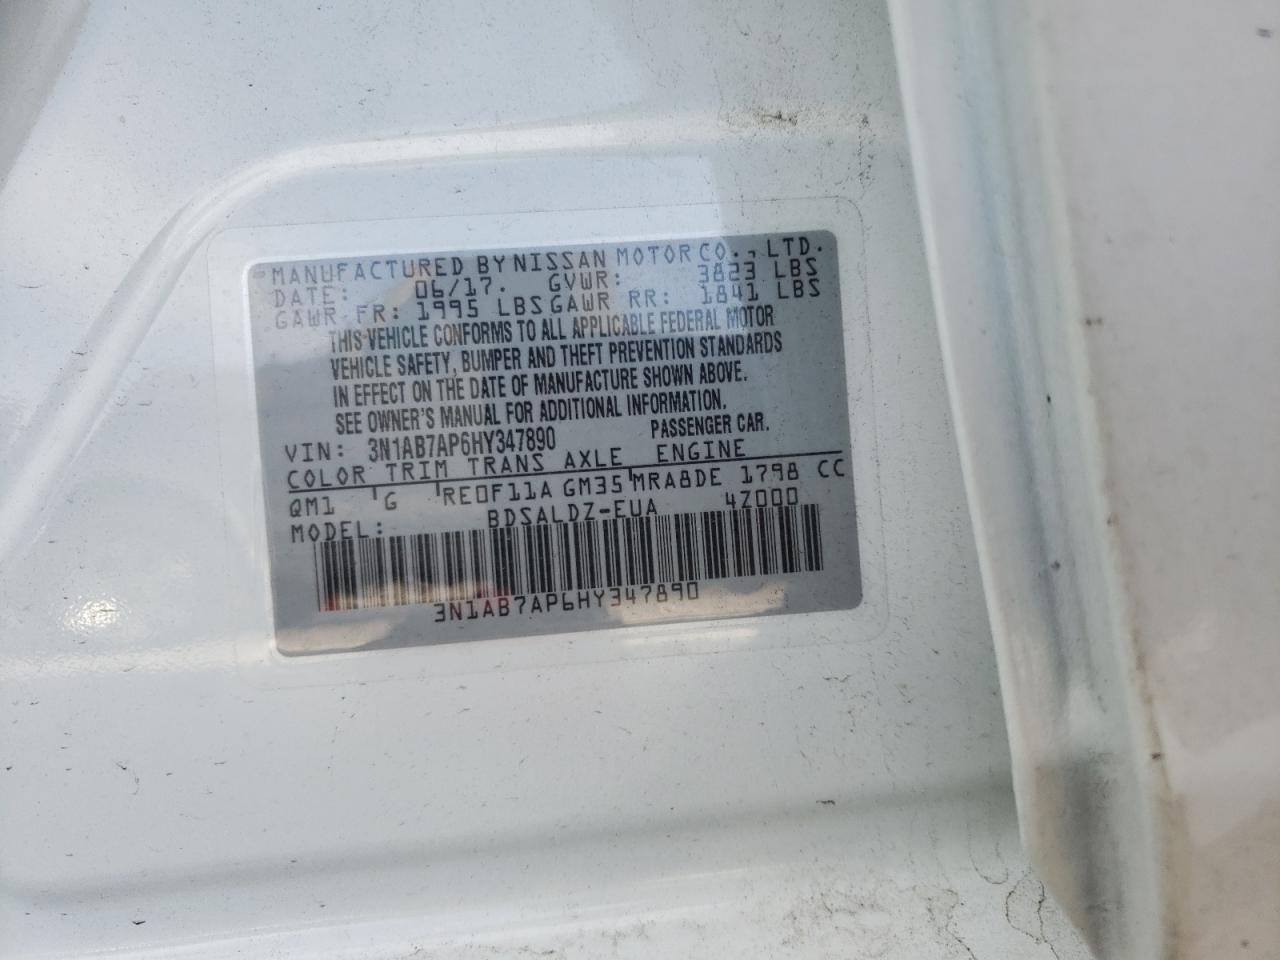 MANUFACTURED BY NISSAN MOTOR CO., LTD.
DATE: 06/17. GVWR: 3823 LBS
GAWR FR: 1995 LBS GAWR RR: 1841 LBS
THIS VEHICLE CONFORMS TO ALL APPLICABLE FEDERAL MOTOR
VEHICLE SAFETY, BUMPER AND THEFT PREVENTION STANDARDS
IN EFFECT ON THE DATE OF MANUFACTURE SHOWN ABOVE.
SEE OWNER'S MANUAL FOR ADDITIONAL INFORMATION.
VIN: 3N1AB7AP6HY347890 PASSENGER CAR.
COLOR TRIM TRANS AXLE ENGINE
QM1 G RE0F11A GM35 MRA8DE 1798 CC
MODEL: BDSALDZ-EUA 4Z000
3N1AB7AP6HY347890